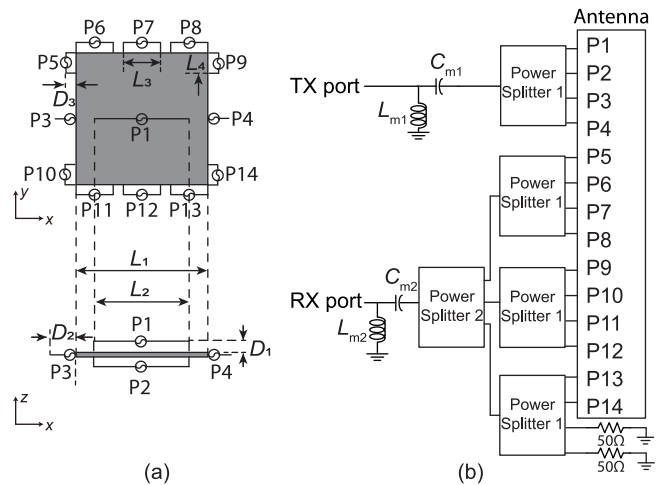 P6 P7 P8
P5 L₃ L₄ P9
D₃
P3 P1 P4
P10 P14
y
x
P11 P12 P13
L₁
L₂
D₂ P1 D₁
P3 P4
P2
z
x
(a)
Antenna
TX port
Cm1
Lm1
Power
Splitter 1
P1
P2
P3
P4
Power
Splitter 1
P5
P6
P7
P8
RX port
Cm2
Lm2
Power
Splitter 2
Power
Splitter 1
P9
P10
P11
P12
Power
Splitter 1
P13
P14
50Ω
50Ω
(b)